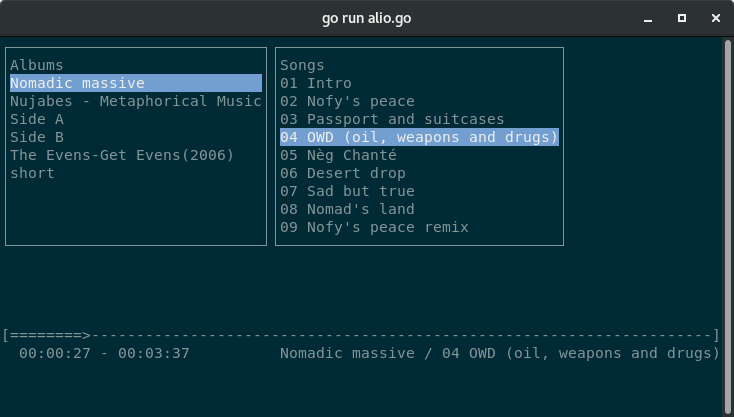 go run alio.go
Albums
Nomadic massive
Nujabes - Metaphorical Music
Side A
Side B
The Evens-Get Evens(2006)
short
Songs
01 Intro
02 Nofy's peace
03 Passport and suitcases
04 OWD (oil, weapons and drugs)
05 Nèg Chanté
06 Desert drop
07 Sad but true
08 Nomad's land
09 Nofy's peace remix
[========>---------------------------------------------------------------------]
00:00:27 - 00:03:37 Nomadic massive / 04 OWD (oil, weapons and drugs)